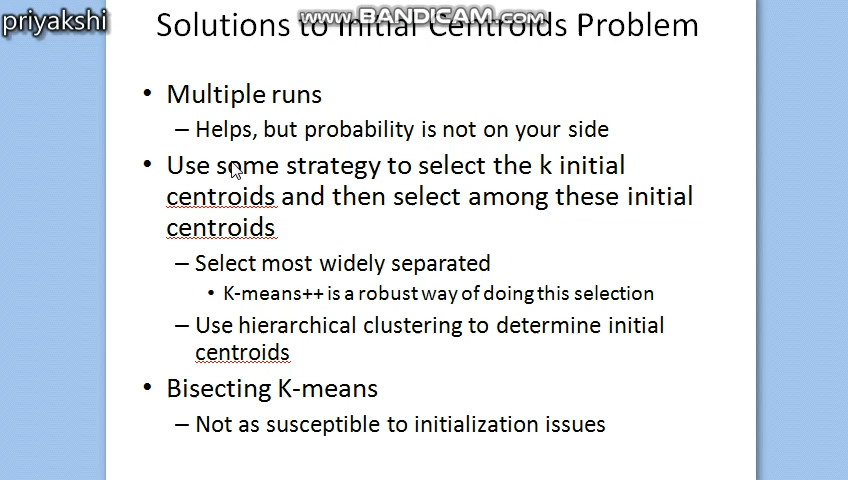 priyakshi
www.BANDICAM.com
Solutions to Initial Centroids Problem
• Multiple runs
– Helps, but probability is not on your side
• Use some strategy to select the k initial
centroids and then select among these initial
centroids
– Select most widely separated
• K-means++ is a robust way of doing this selection
– Use hierarchical clustering to determine initial
centroids
• Bisecting K-means
– Not as susceptible to initialization issues